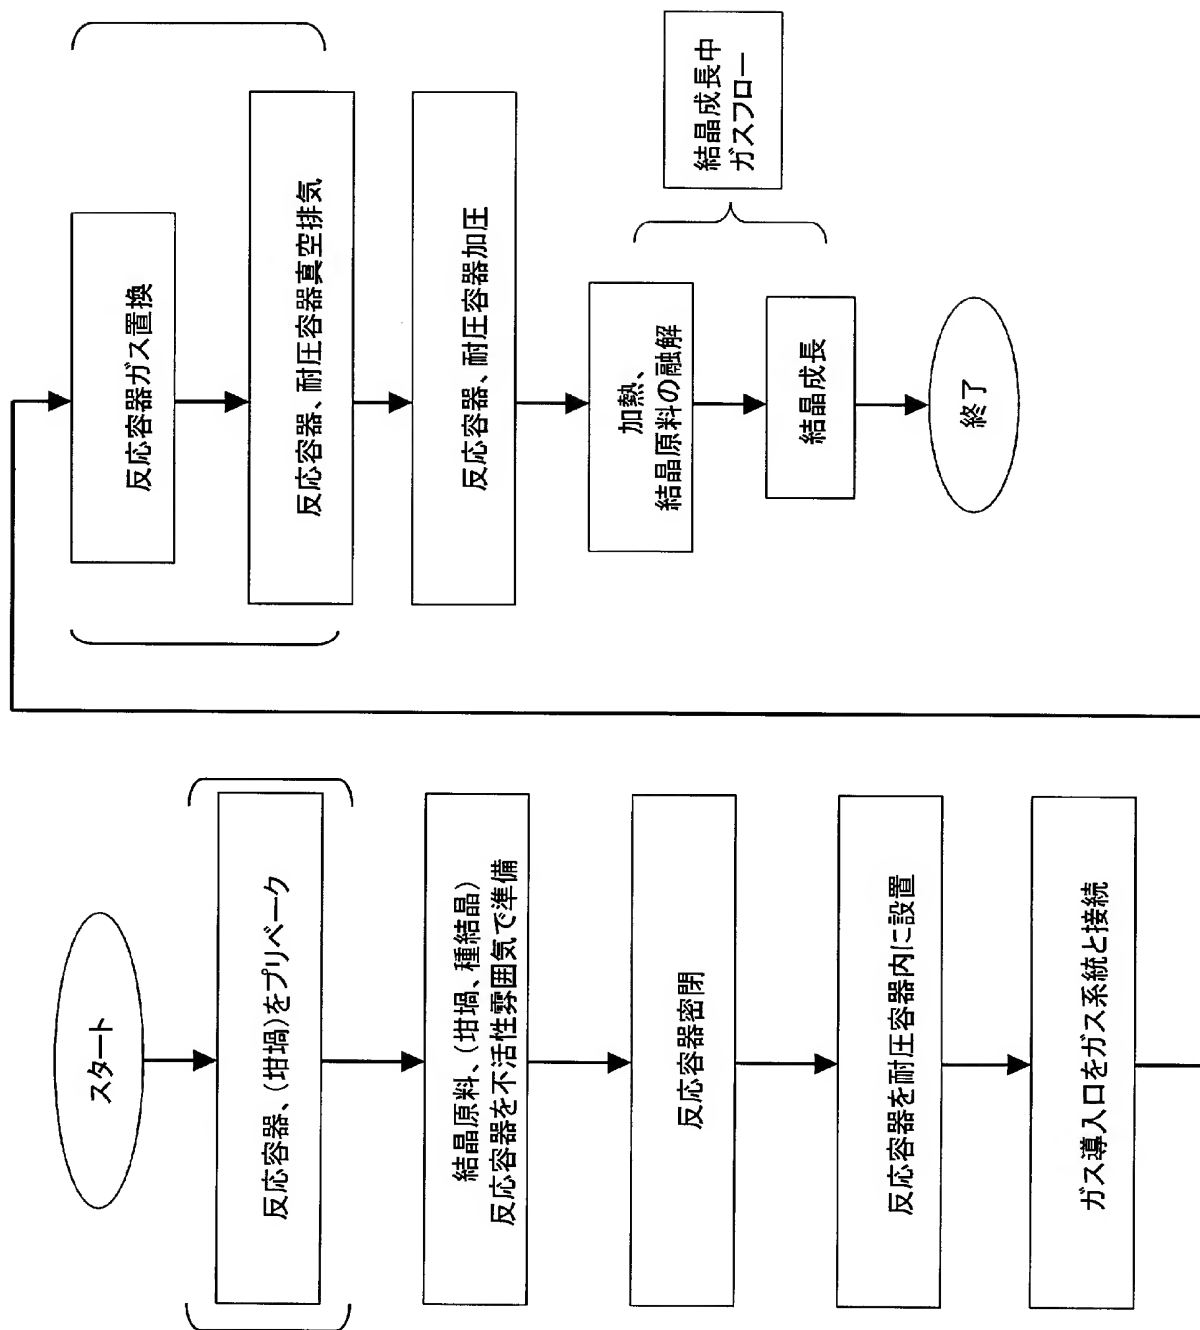 スタート
反応容器、(坩堝)をプリベーク
結晶原料、(坩堝、種結晶)
反応容器を不活性雰囲気で準備
反応容器密閉
反応容器を耐圧容器内に設置
ガス導入口をガス系統と接続
反応容器ガス置換
反応容器、耐圧容器真空排気
反応容器、耐圧容器加圧
加熱、
結晶原料の融解
結晶成長中
ガスフロー
結晶成長
終了